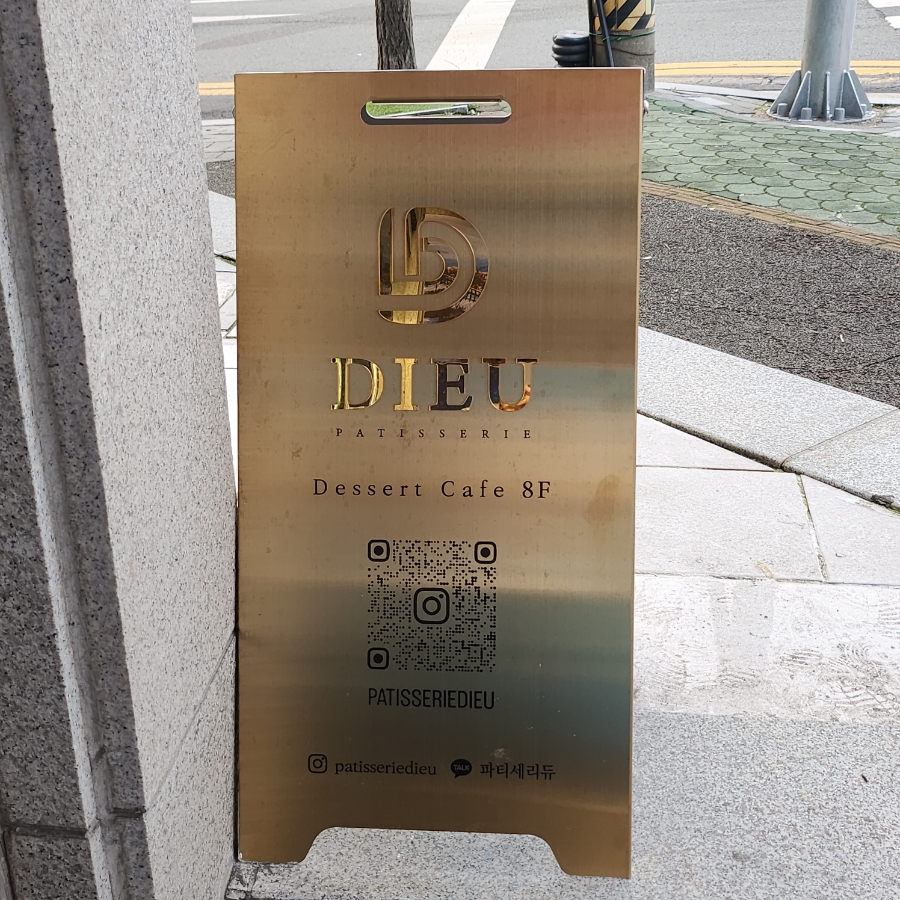 DIEU
PATISSERIE
Dessert Cafe 8F
PATISSERIEDIEU
patisseriedieu TALK 파티세리듀